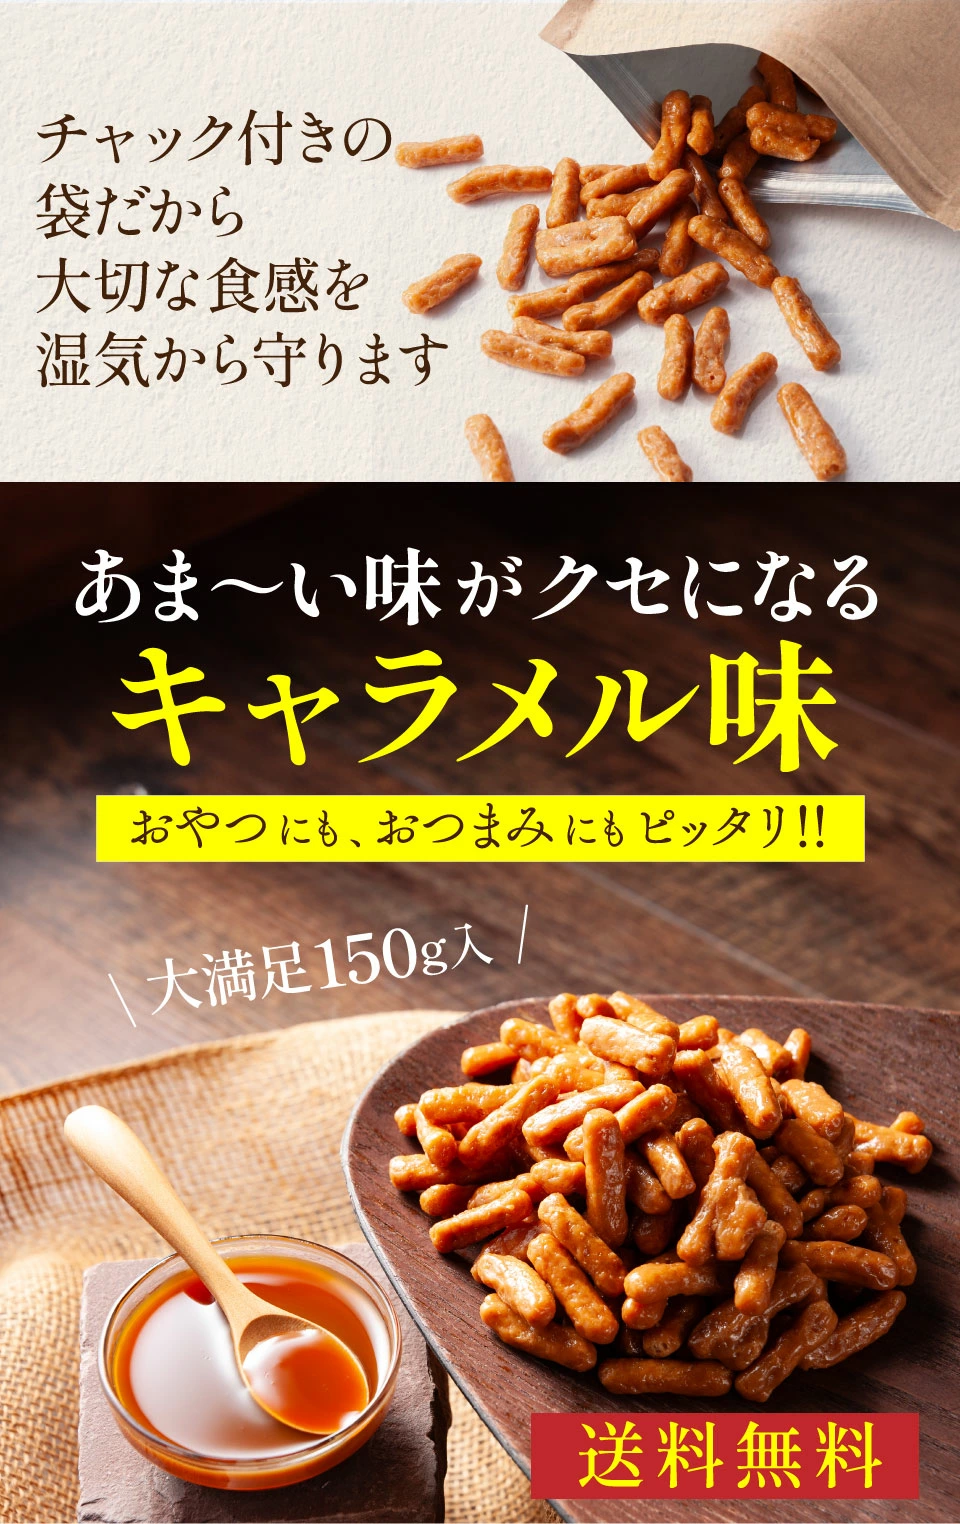 チャック付きの
袋だから
大切な食感を
湿気から守ります
あま〜い味がクセになる
キャラメル味
おやつにも、おつまみにもピッタリ!!
大満足150g入
送料無料